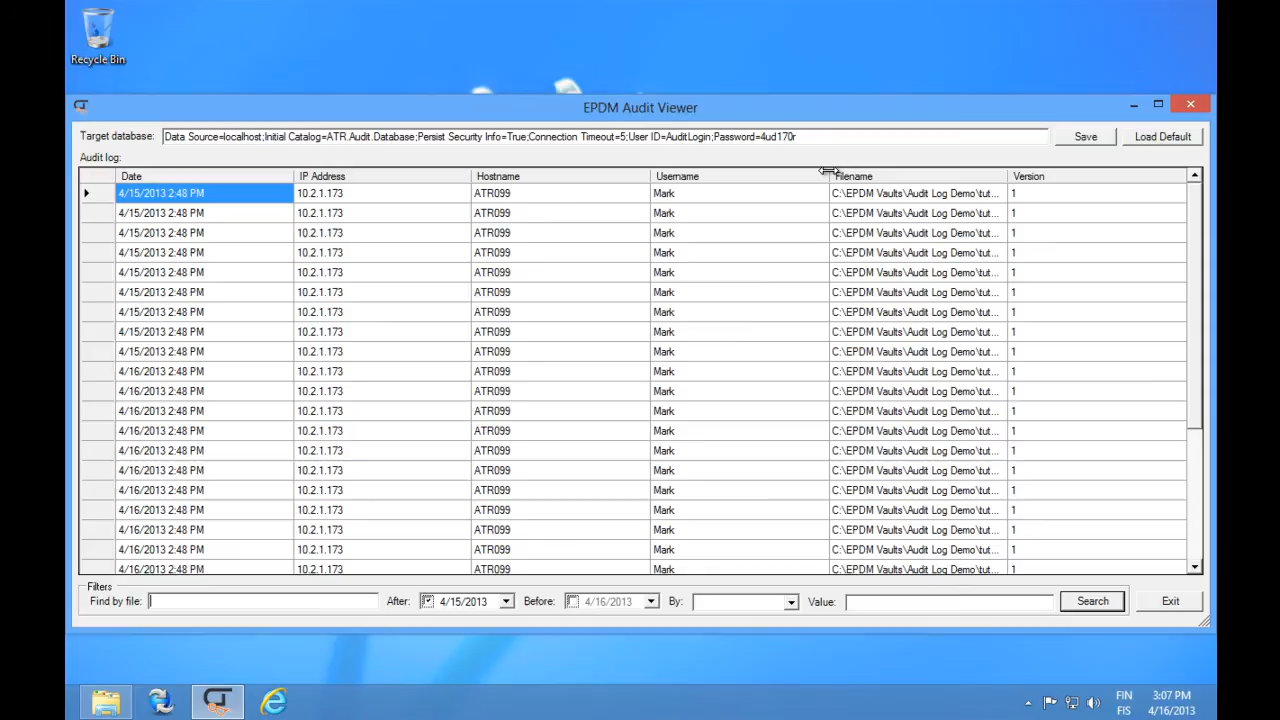 Recycle Bin
EPDM Audit Viewer
Target database: Data Source=localhost;Initial Catalog=ATR.Audit.Database;Persist Security Info=True;Connection Timeout=5;User ID=AuditLogin;Password=4ud170r Save Load Default
Audit log:
Date IP Address Hostname Username Filename Version
4/15/2013 2:48 PM 10.2.1.173 ATR099 Mark C:\EPDM Vaults\Audit Log Demo\tut... 1
4/15/2013 2:48 PM 10.2.1.173 ATR099 Mark C:\EPDM Vaults\Audit Log Demo\tut... 1
4/15/2013 2:48 PM 10.2.1.173 ATR099 Mark C:\EPDM Vaults\Audit Log Demo\tut... 1
4/15/2013 2:48 PM 10.2.1.173 ATR099 Mark C:\EPDM Vaults\Audit Log Demo\tut... 1
4/15/2013 2:48 PM 10.2.1.173 ATR099 Mark C:\EPDM Vaults\Audit Log Demo\tut... 1
4/15/2013 2:48 PM 10.2.1.173 ATR099 Mark C:\EPDM Vaults\Audit Log Demo\tut... 1
4/15/2013 2:48 PM 10.2.1.173 ATR099 Mark C:\EPDM Vaults\Audit Log Demo\tut... 1
4/15/2013 2:48 PM 10.2.1.173 ATR099 Mark C:\EPDM Vaults\Audit Log Demo\tut... 1
4/15/2013 2:48 PM 10.2.1.173 ATR099 Mark C:\EPDM Vaults\Audit Log Demo\tut... 1
4/16/2013 2:48 PM 10.2.1.173 ATR099 Mark C:\EPDM Vaults\Audit Log Demo\tut... 1
4/16/2013 2:48 PM 10.2.1.173 ATR099 Mark C:\EPDM Vaults\Audit Log Demo\tut... 1
4/16/2013 2:48 PM 10.2.1.173 ATR099 Mark C:\EPDM Vaults\Audit Log Demo\tut... 1
4/16/2013 2:48 PM 10.2.1.173 ATR099 Mark C:\EPDM Vaults\Audit Log Demo\tut... 1
4/16/2013 2:48 PM 10.2.1.173 ATR099 Mark C:\EPDM Vaults\Audit Log Demo\tut... 1
4/16/2013 2:48 PM 10.2.1.173 ATR099 Mark C:\EPDM Vaults\Audit Log Demo\tut... 1
4/16/2013 2:48 PM 10.2.1.173 ATR099 Mark C:\EPDM Vaults\Audit Log Demo\tut... 1
4/16/2013 2:48 PM 10.2.1.173 ATR099 Mark C:\EPDM Vaults\Audit Log Demo\tut... 1
4/16/2013 2:48 PM 10.2.1.173 ATR099 Mark C:\EPDM Vaults\Audit Log Demo\tut... 1
4/16/2013 2:48 PM 10.2.1.173 ATR099 Mark C:\EPDM Vaults\Audit Log Demo\tut... 1
4/16/2013 2:48 PM 10.2.1.173 ATR099 Mark C:\EPDM Vaults\Audit Log Demo\tut... 1
Filters
Find by file: After: 4/15/2013 Before: 4/16/2013 By: Value: Search Exit
FIN 3:07 PM
FIS 4/16/2013